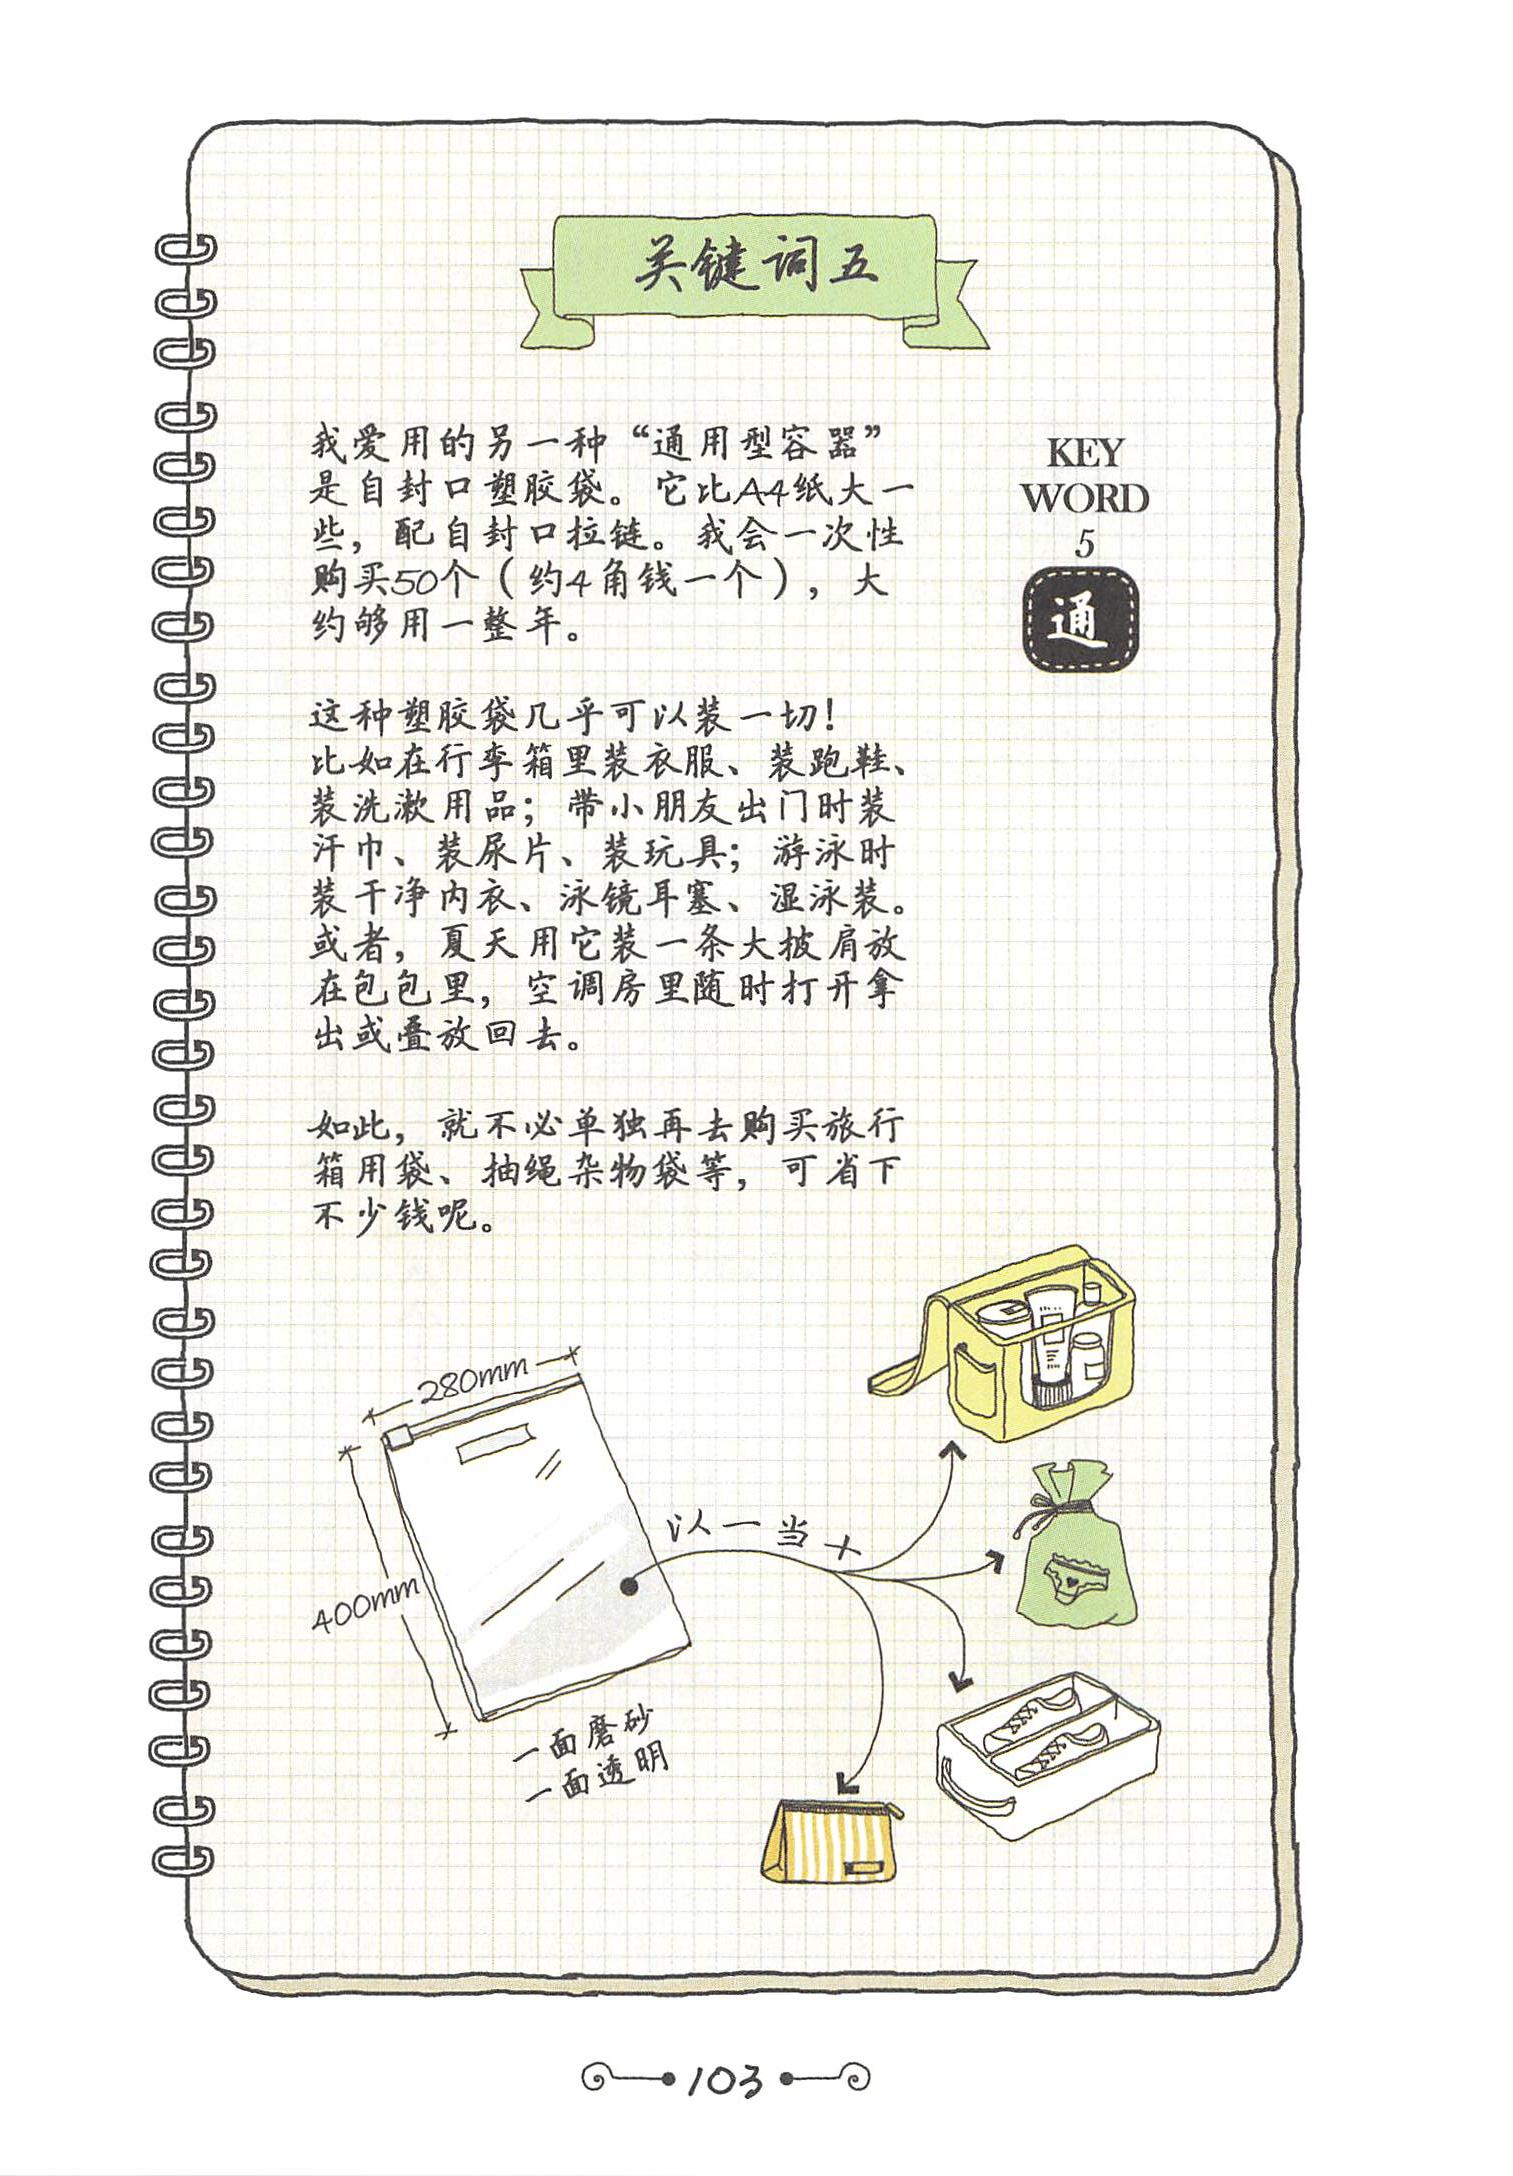 关键词五
我爱用的另一种“通用型容器”
是自封口塑胶袋。它比A4纸大一
些，配自封口拉链。我会一次性
购买50个（约4角钱一个），大
约够用一整年。
KEY
WORD
5
通
这种塑胶袋几乎可以装一切！
比如在行李箱里装衣服、装跑鞋、
装洗漱用品；带小朋友出门时装
汗巾、装尿片、装玩具；游泳时
装干净内衣、泳镜耳塞、湿泳装。
或者，夏天用它装一条大披肩放
在包包里，空调房里随时打开拿
出或叠放回去。
如此，就不必单独再去购买旅行
箱用袋、抽绳杂物袋等，可省下
不少钱呢。
280mm
400mm
以一当十
一面磨砂
一面透明
103